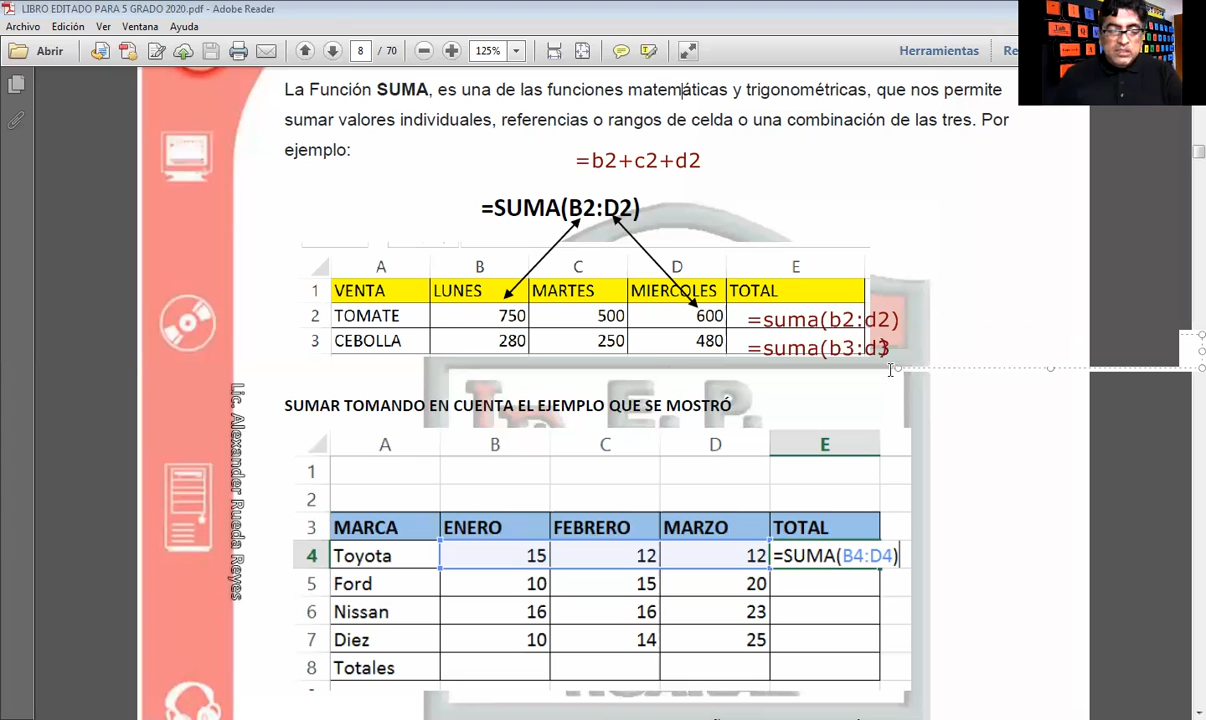 LIBRO EDITADO PARA 5 GRADO 2020.pdf - Adobe Reader
Archivo Edición Ver Ventana Ayuda
Abrir 8 / 70 125% Herramientas
La Función SUMA, es una de las funciones matemáticas y trigonométricas, que nos permite
sumar valores individuales, referencias o rangos de celda o una combinación de las tres. Por
ejemplo:
=b2+c2+d2
=SUMA(B2:D2)
A B C D E
1 VENTA LUNES MARTES MIERCOLES TOTAL
2 TOMATE 750 500 600 =suma(b2:d2)
3 CEBOLLA 280 250 480 =suma(b3:d3
E. P.
SUMAR TOMANDO EN CUENTA EL EJEMPLO QUE SE MOSTRÓ
A B C D E
1
2
3 MARCA ENERO FEBRERO MARZO TOTAL
4 Toyota 15 12 12 =SUMA(B4:D4)
5 Ford 10 15 20
6 Nissan 16 16 23
7 Diez 10 14 25
8 Totales
Lic. Alexander Rueda Reyes